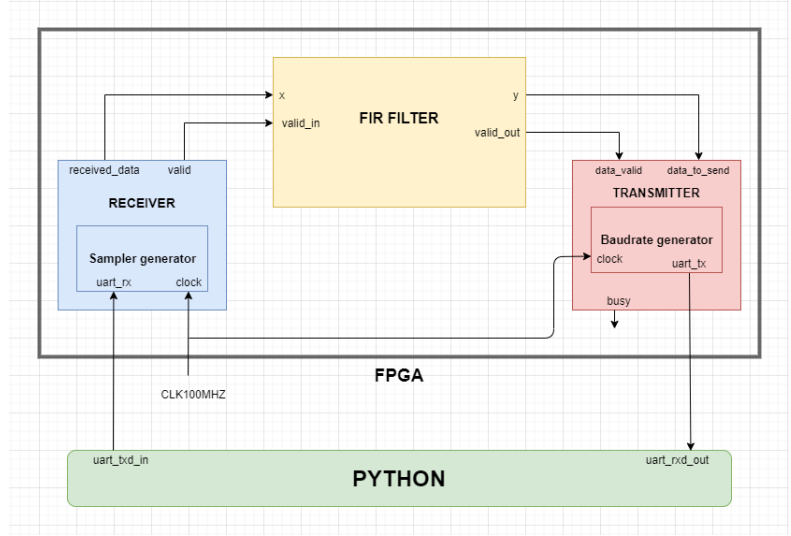 x
y
FIR FILTER
valid_in
valid_out
received_data
valid
data_valid
data_to_send
RECEIVER
TRANSMITTER
Sampler generator
uart_rx
clock
Baudrate generator
clock
uart_tx
busy
FPGA
CLK100MHZ
uart_txd_in
uart_rxd_out
PYTHON